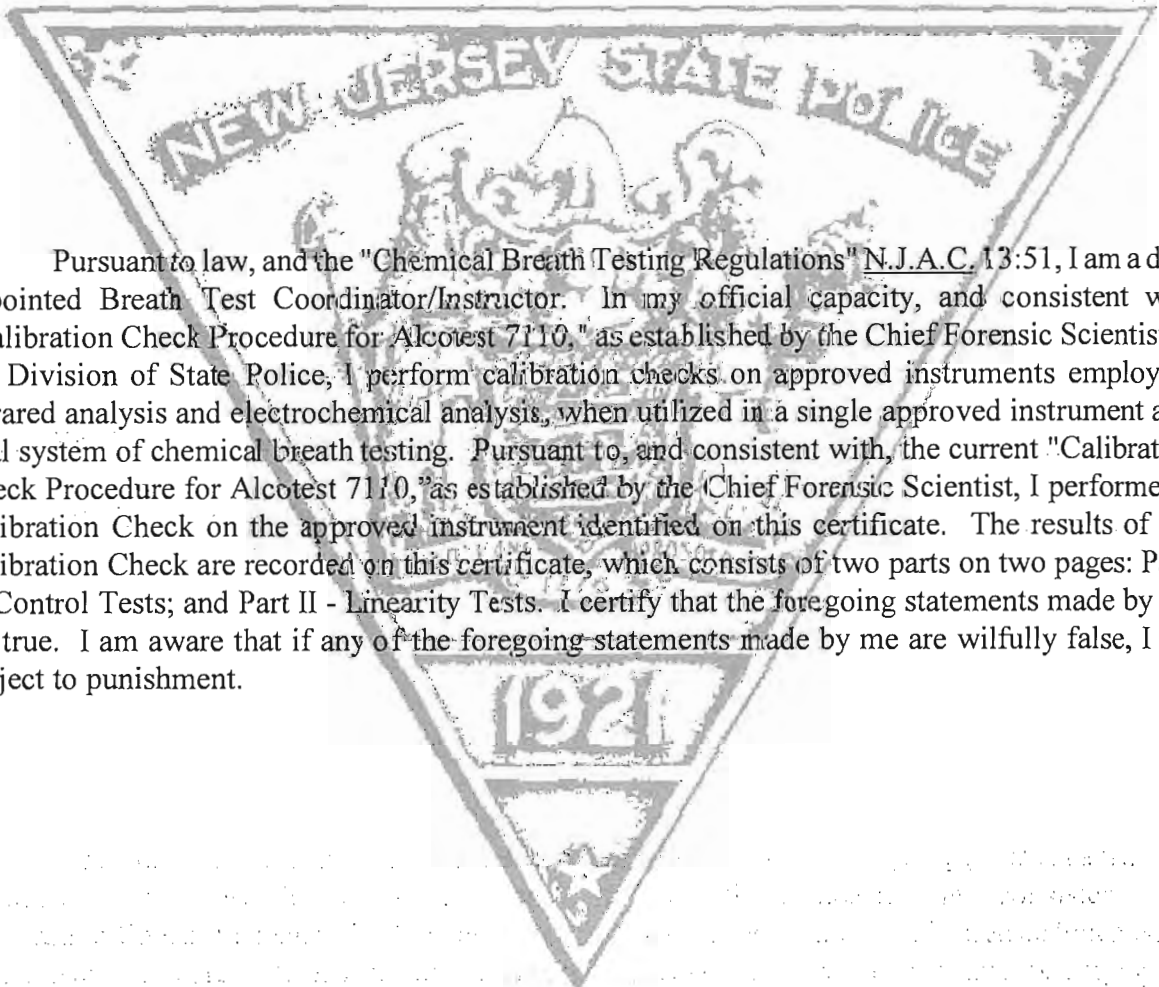 NEW JERSEY STATE POLICE
Pursuant to law, and the "Chemical Breath Testing Regulations" N.J.A.C. 13:51, I am a d
pointed Breath Test Coordinator/Instructor. In my official capacity, and consistent w
alibration Check Procedure for Alcotest 7110," as established by the Chief Forensic Scientist
Division of State Police, I perform calibration checks on approved instruments employ
rared analysis and electrochemical analysis, when utilized in a single approved instrument a
l system of chemical breath testing. Pursuant to, and consistent with, the current "Calibrat
eck Procedure for Alcotest 7110,"as established by the Chief Forensic Scientist, I performe
libration Check on the approved instrument identified on this certificate. The results of
libration Check are recorded on this certificate, which consists of two parts on two pages: P
Control Tests; and Part II - Linearity Tests. I certify that the foregoing statements made by
true. I am aware that if any of the foregoing statements made by me are wilfully false, I
ject to punishment.
1921